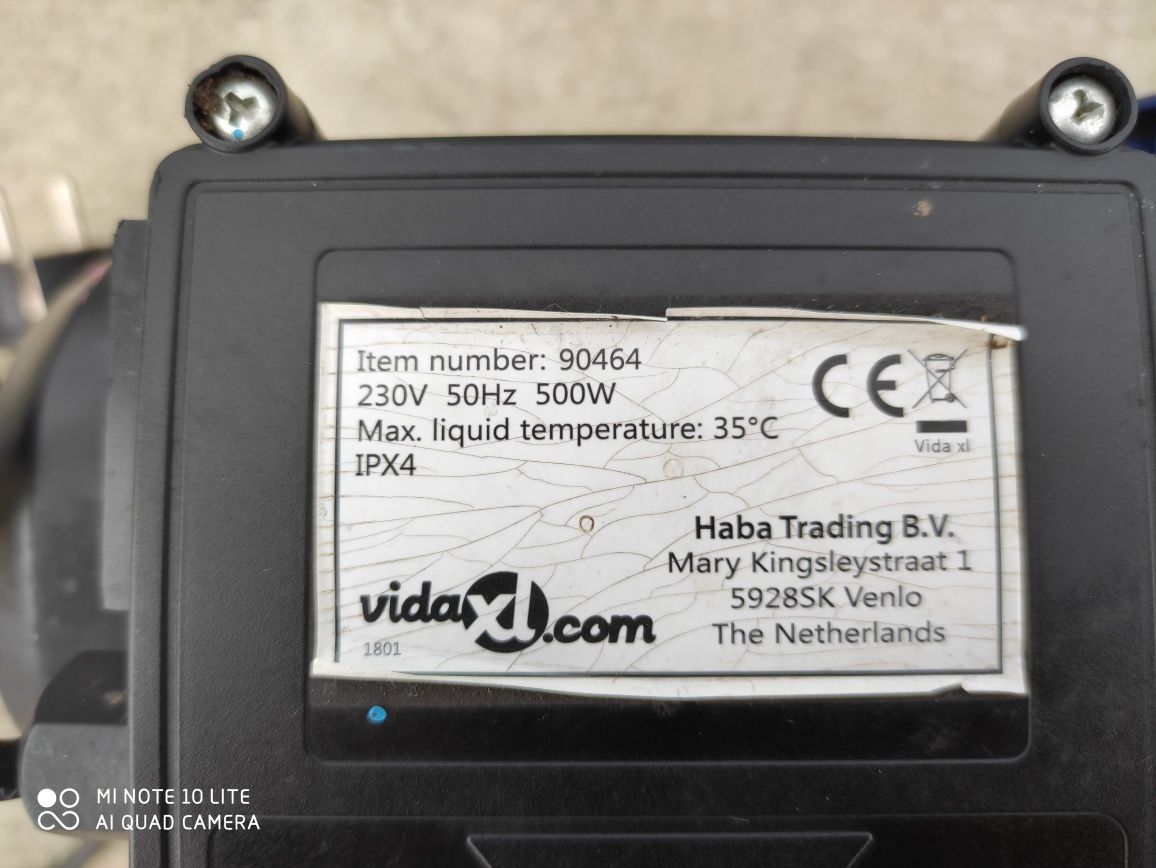 Item number: 90464
230V 50Hz 500W
Max. liquid temperature: 35°C
IPX4
CE
Vida xl
Haba Trading B.V.
Mary Kingsleystraat 1
5928SK Venlo
The Netherlands
vidaXL.com
1801
MI NOTE 10 LITE
AI QUAD CAMERA